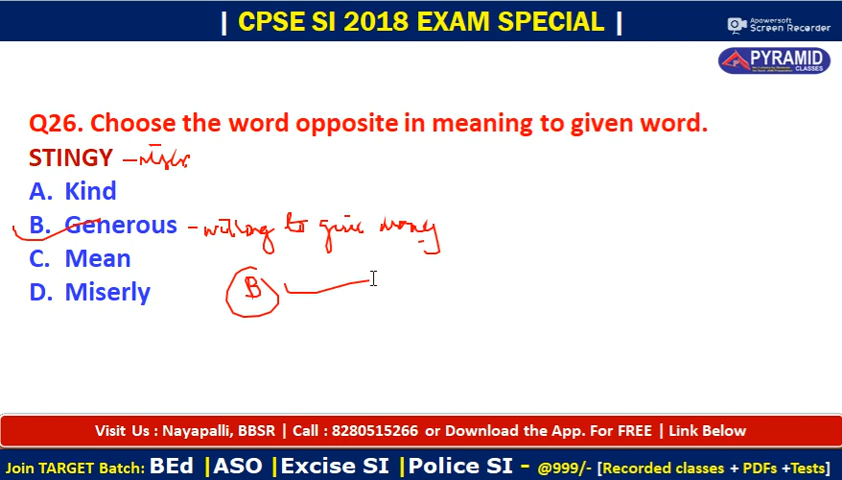 | CPSE SI 2018 EXAM SPECIAL |
Apowersoft
Screen Recorder
PYRAMID
CLASSES
Q26. Choose the word opposite in meaning to given word.
STINGY –
A. Kind
B. Generous - willing to give money
C. Mean
D. Miserly
B
Visit Us : Nayapalli, BBSR | Call : 8280515266 or Download the App. For FREE | Link Below
Join TARGET Batch: BEd |ASO |Excise SI |Police SI - @999/- [Recorded classes + PDFs +Tests]